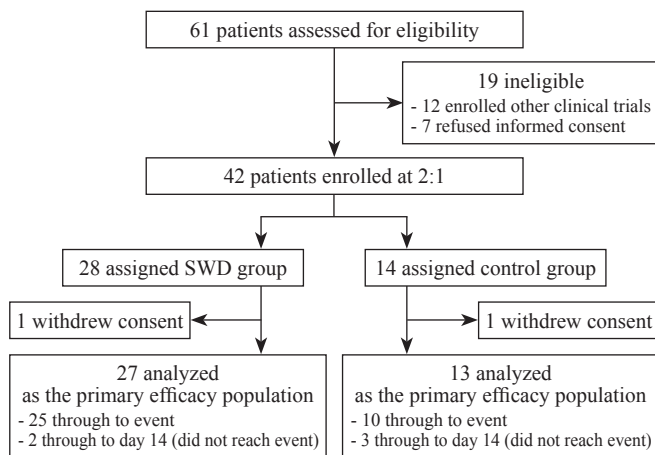 61 patients assessed for eligibility
19 ineligible
- 12 enrolled other clinical trials
- 7 refused informed consent
42 patients enrolled at 2:1
28 assigned SWD group
14 assigned control group
1 withdrew consent
1 withdrew consent
27 analyzed
as the primary efficacy population
- 25 through to event
- 2 through to day 14 (did not reach event)
13 analyzed
as the primary efficacy population
- 10 through to event
- 3 through to day 14 (did not reach event)